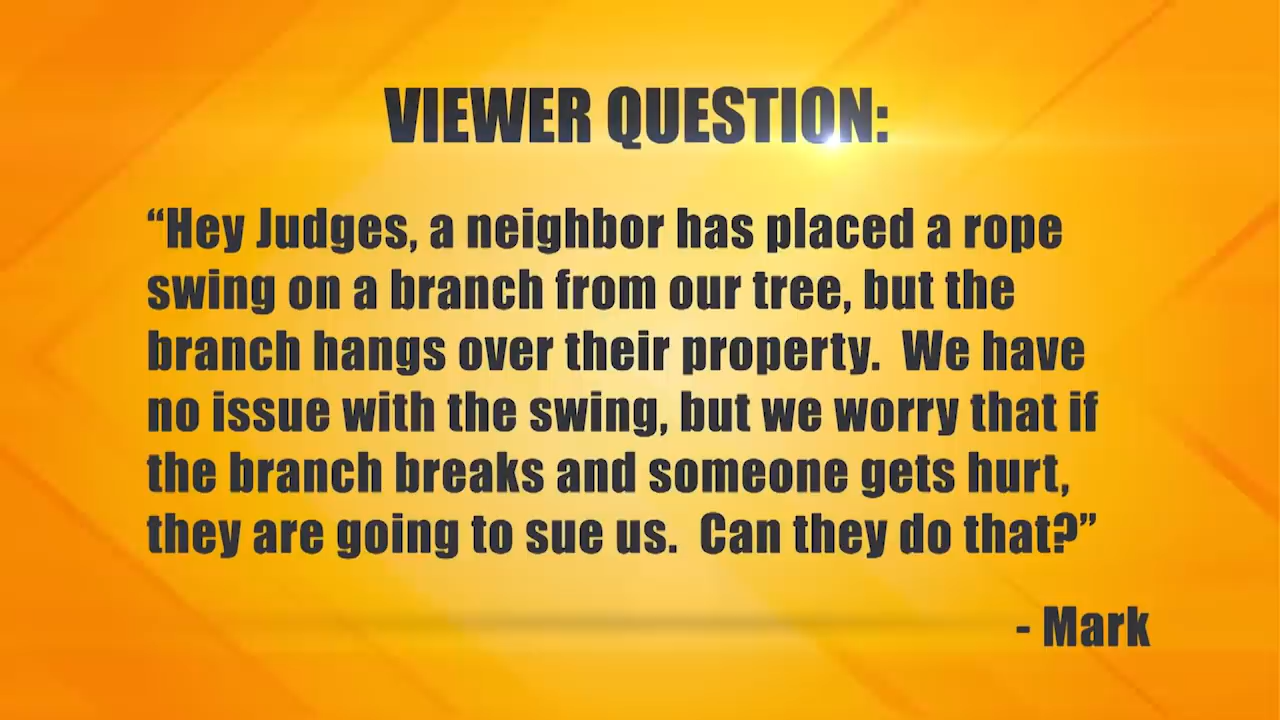 VIEWER QUESTION:
“Hey Judges, a neighbor has placed a rope
swing on a branch from our tree, but the
branch hangs over their property.  We have
no issue with the swing, but we worry that if
the branch breaks and someone gets hurt,
they are going to sue us.  Can they do that?”
- Mark